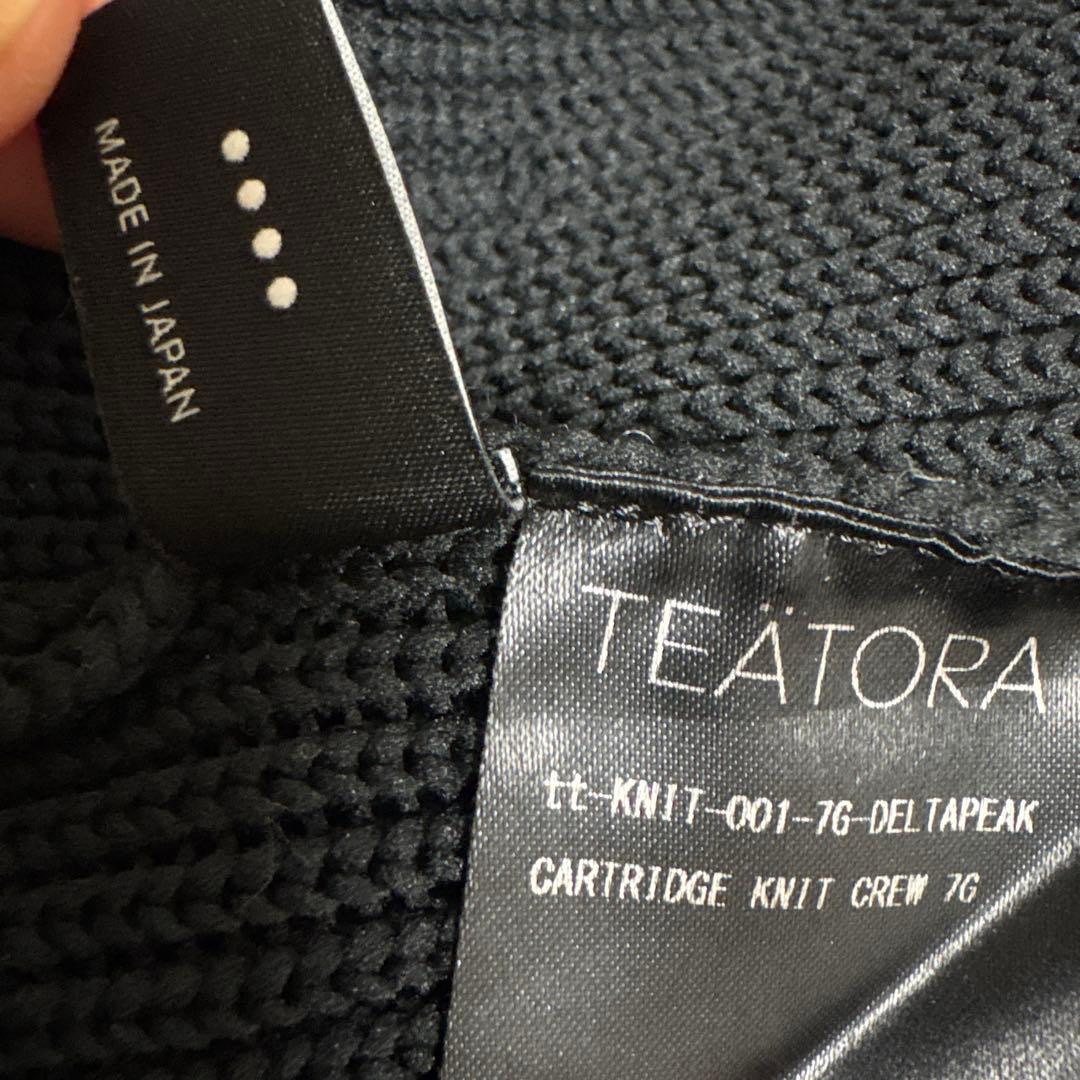 MADE IN JAPAN
TEÄTORA
tt-KNIT-001-7G-DELTAPEAK
CARTRIDGE KNIT CREW 7G